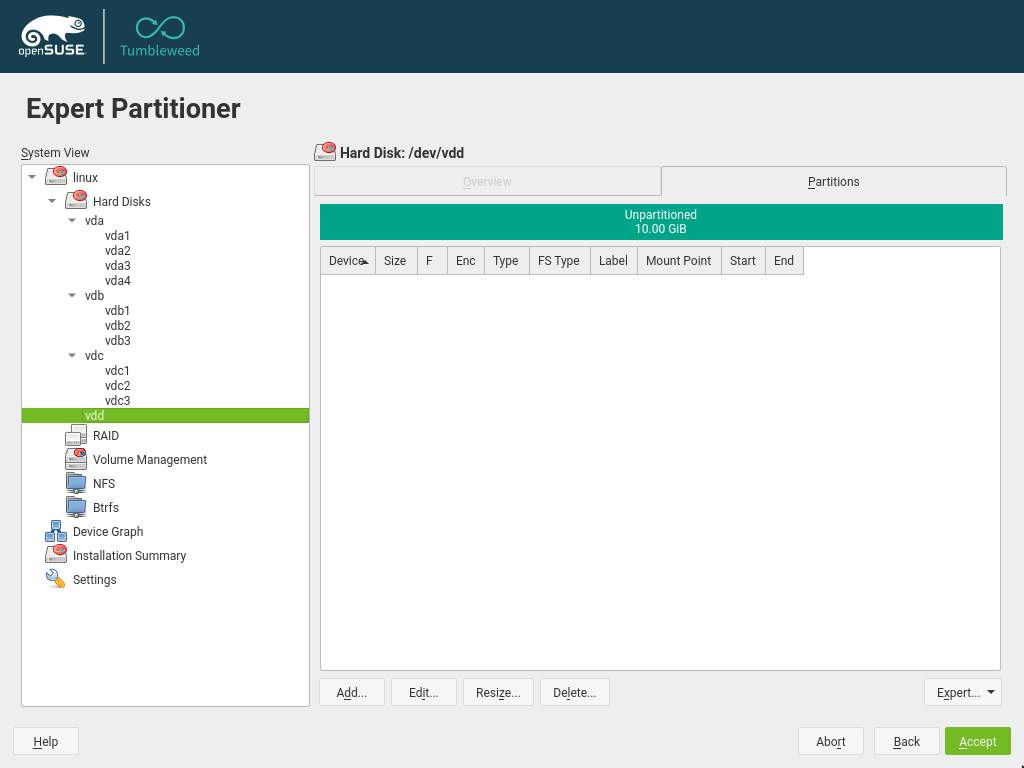 openSUSE
Tumbleweed
Expert Partitioner
System View
linux
Hard Disks
vda
vda1
vda2
vda3
vda4
vdb
vdb1
vdb2
vdb3
vdc
vdc1
vdc2
vdc3
vdd
RAID
Volume Management
NFS
Btrfs
Device Graph
Installation Summary
Settings
Hard Disk: /dev/vdd
Overview Partitions
Unpartitioned
10.00 GiB
Device Size F Enc Type FS Type Label Mount Point Start End
Add... Edit... Resize... Delete... Expert...
Help Abort Back Accept